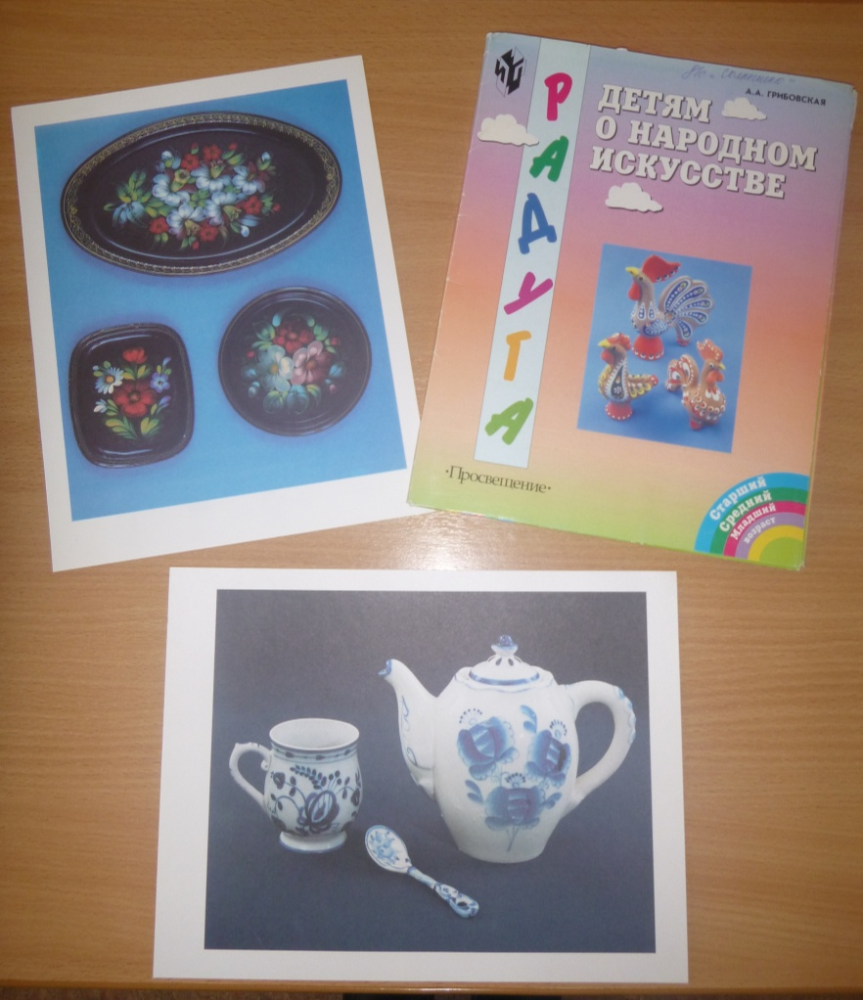 А.А. ГРИБОВСКАЯ
ДЕТЯМ
О НАРОДНОМ
ИСКУССТВЕ
РАДУГА
·Просвещение·
Старший
Средний
Младший
возраст